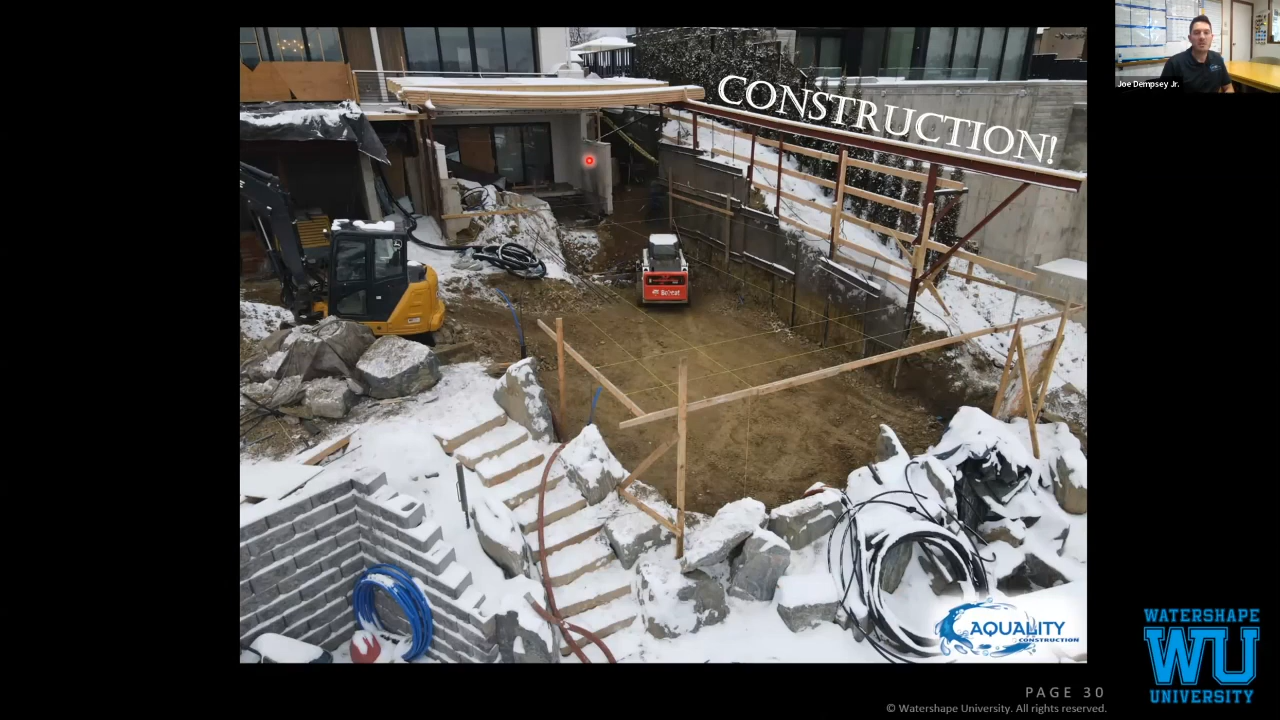 CONSTRUCTION!
Joe Dempsey Jr.
Bobcat
AQUALITY
CONSTRUCTION
WATERSHAPE
WU
UNIVERSITY
PAGE 30
© Watershape University. All rights reserved.